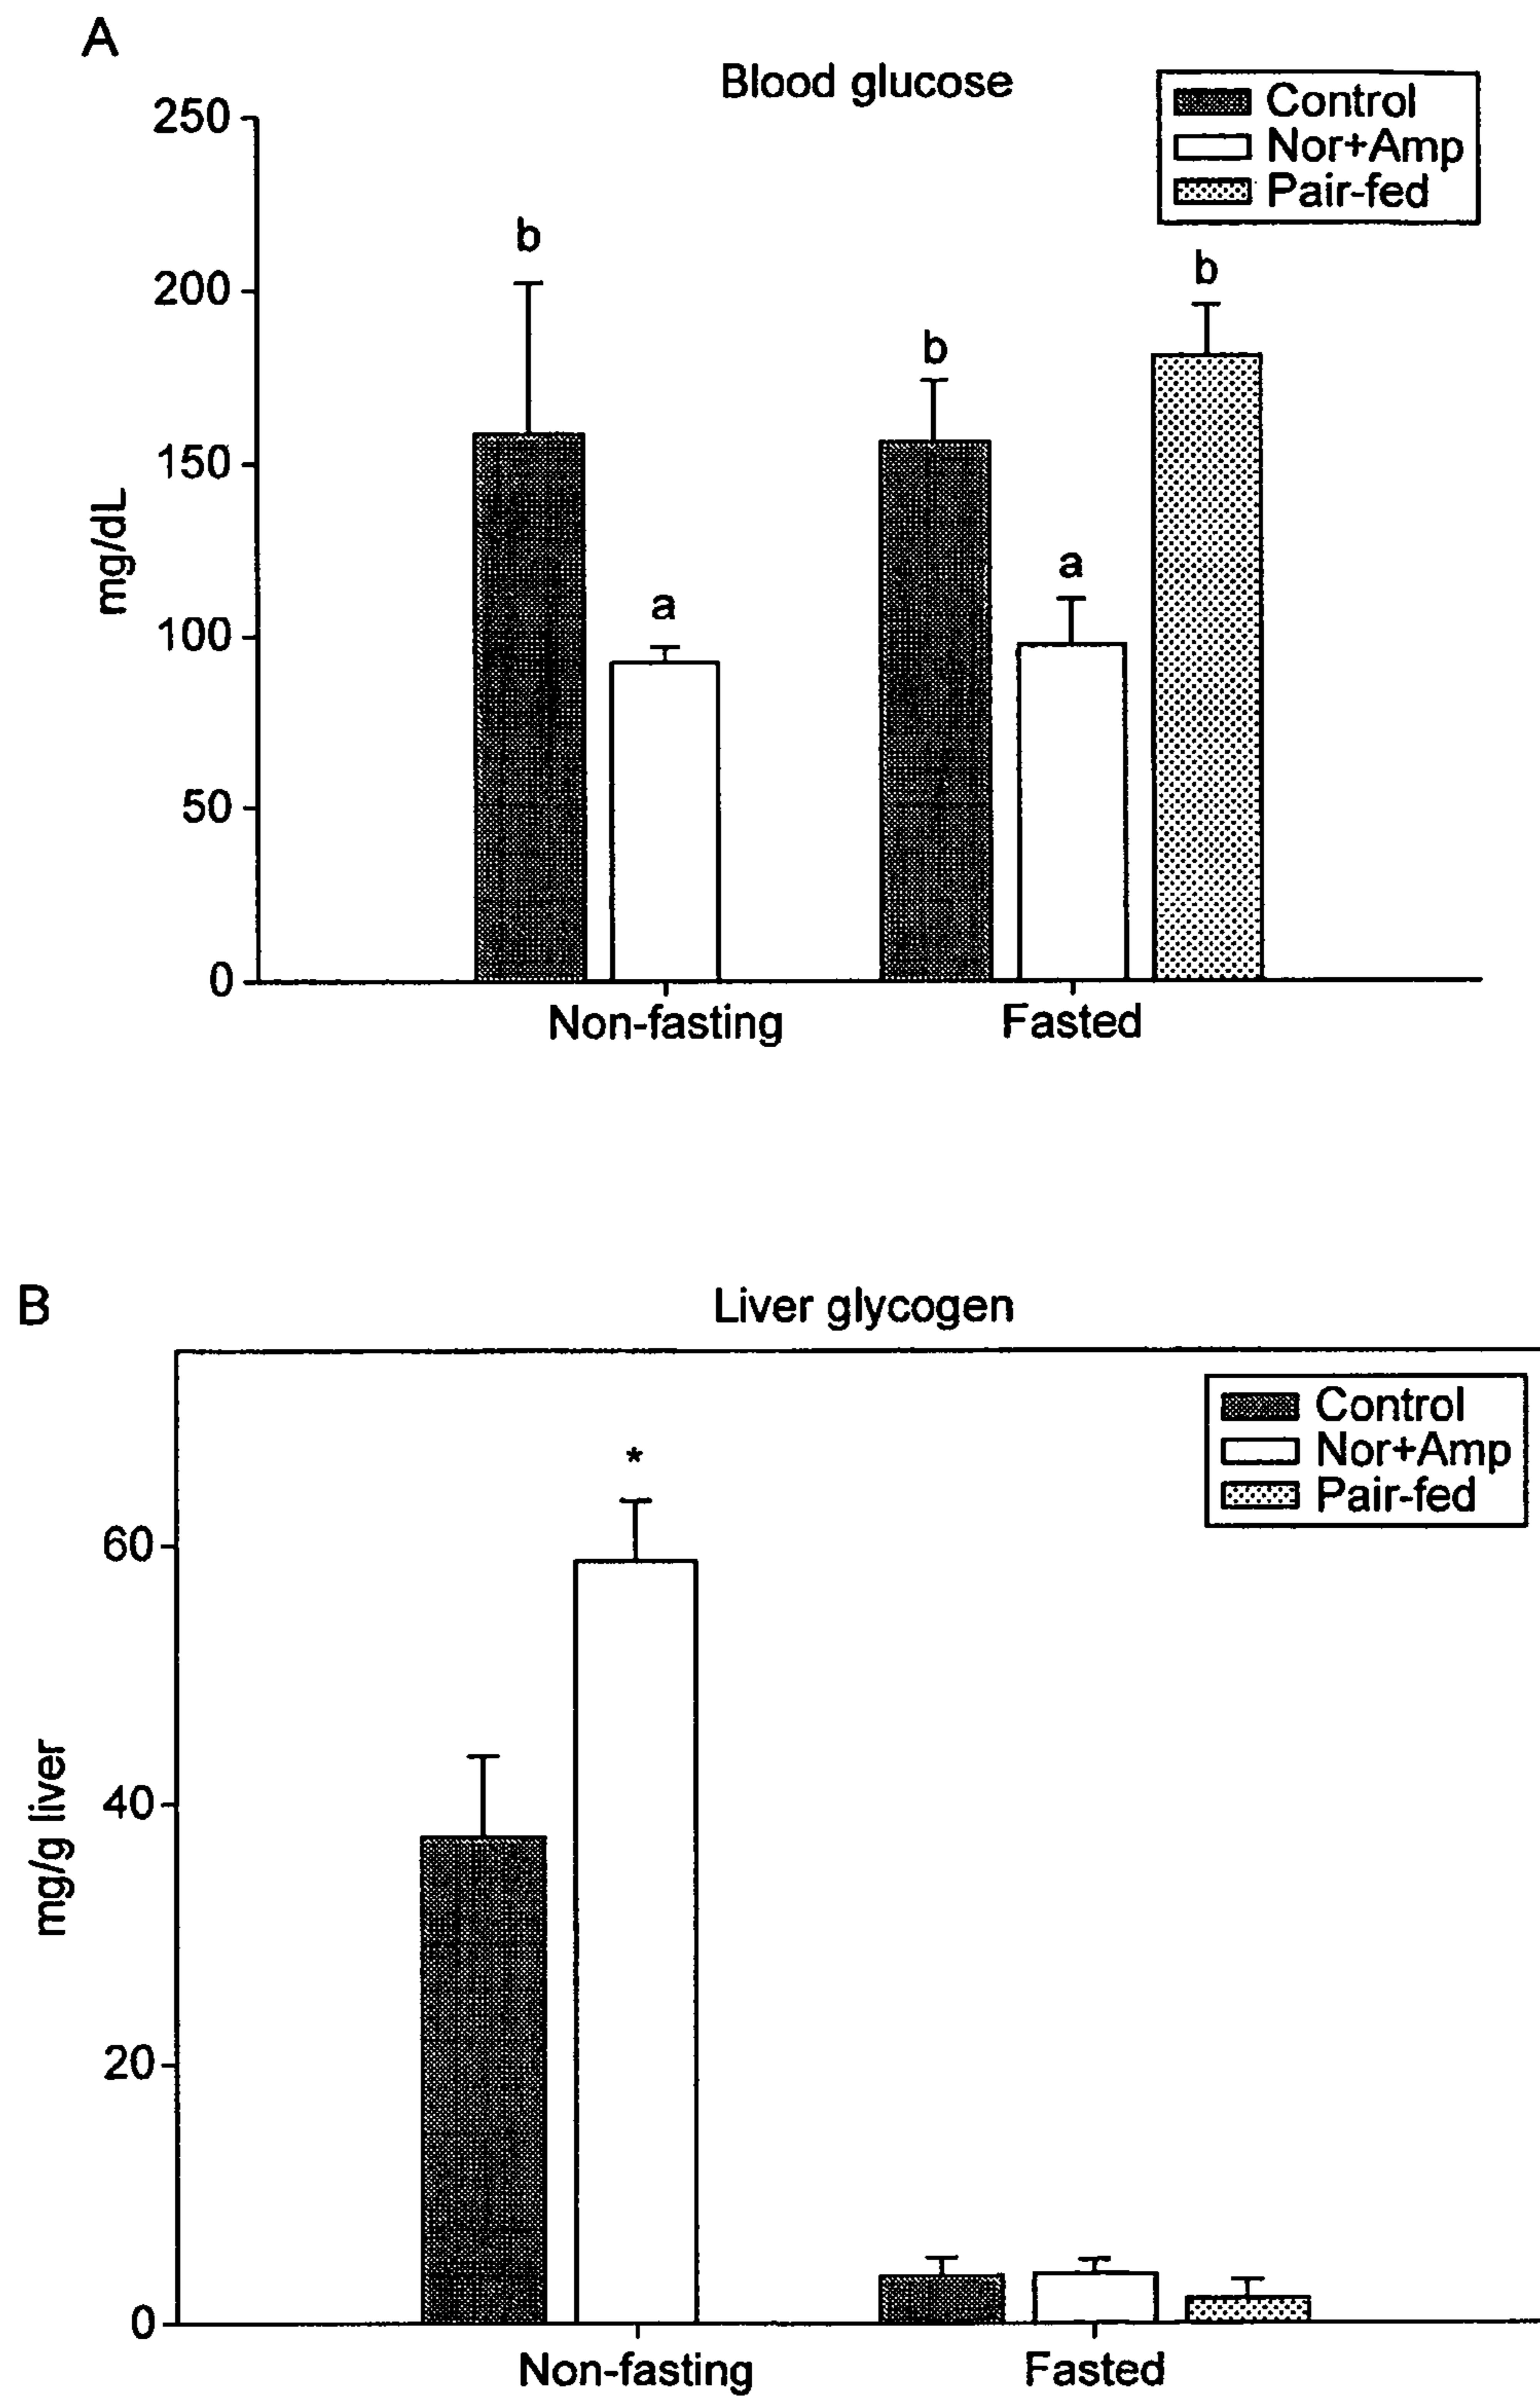 A
Blood glucose
Control
Nor+Amp
Pair-fed
250
200
150
100
50
0
mg/dL
b
a
b
a
b
Non-fasting
Fasted
B
Liver glycogen
Control
Nor+Amp
Pair-fed
60
40
20
0
mg/g liver
*
Non-fasting
Fasted